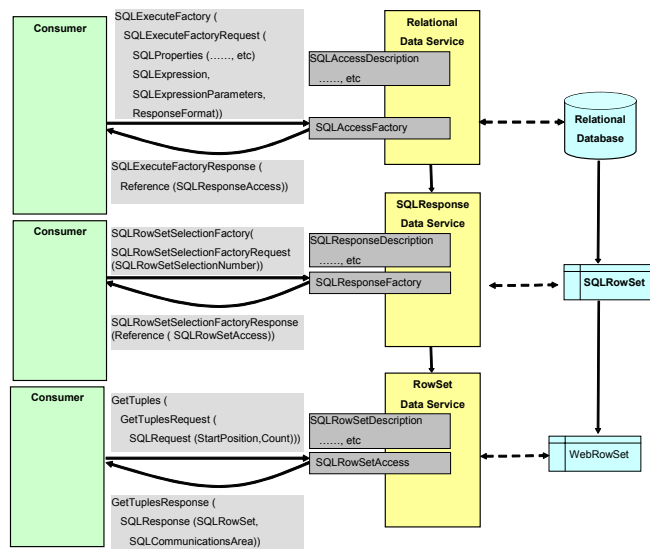 Consumer
SQLExecuteFactory (
SQLExecuteFactoryRequest (
SQLProperties (……, etc)
SQLExpression,
SQLExpressionParameters,
ResponseFormat))
SQLExecuteFactoryResponse (
Reference (SQLResponseAccess))
Relational
Data Service
SQLAccessDescription
……, etc
SQLAccessFactory
Relational
Database
Consumer
SQLRowSetSelectionFactory(
SQLRowSetSelectionFactoryRequest
(SQLRowSetSelectionNumber))
SQLRowSetSelectionFactoryResponse
(Reference ( SQLRowSetAccess))
SQLResponse
Data Service
SQLResponseDescription
……, etc
SQLResponseFactory
SQLRowSet
Consumer
GetTuples (
GetTuplesRequest (
SQLRequest (StartPosition,Count)))
GetTuplesResponse (
SQLResponse (SQLRowSet,
SQLCommunicationsArea))
RowSet
Data Service
SQLRowSetDescription
……, etc
SQLRowSetAccess
WebRowSet